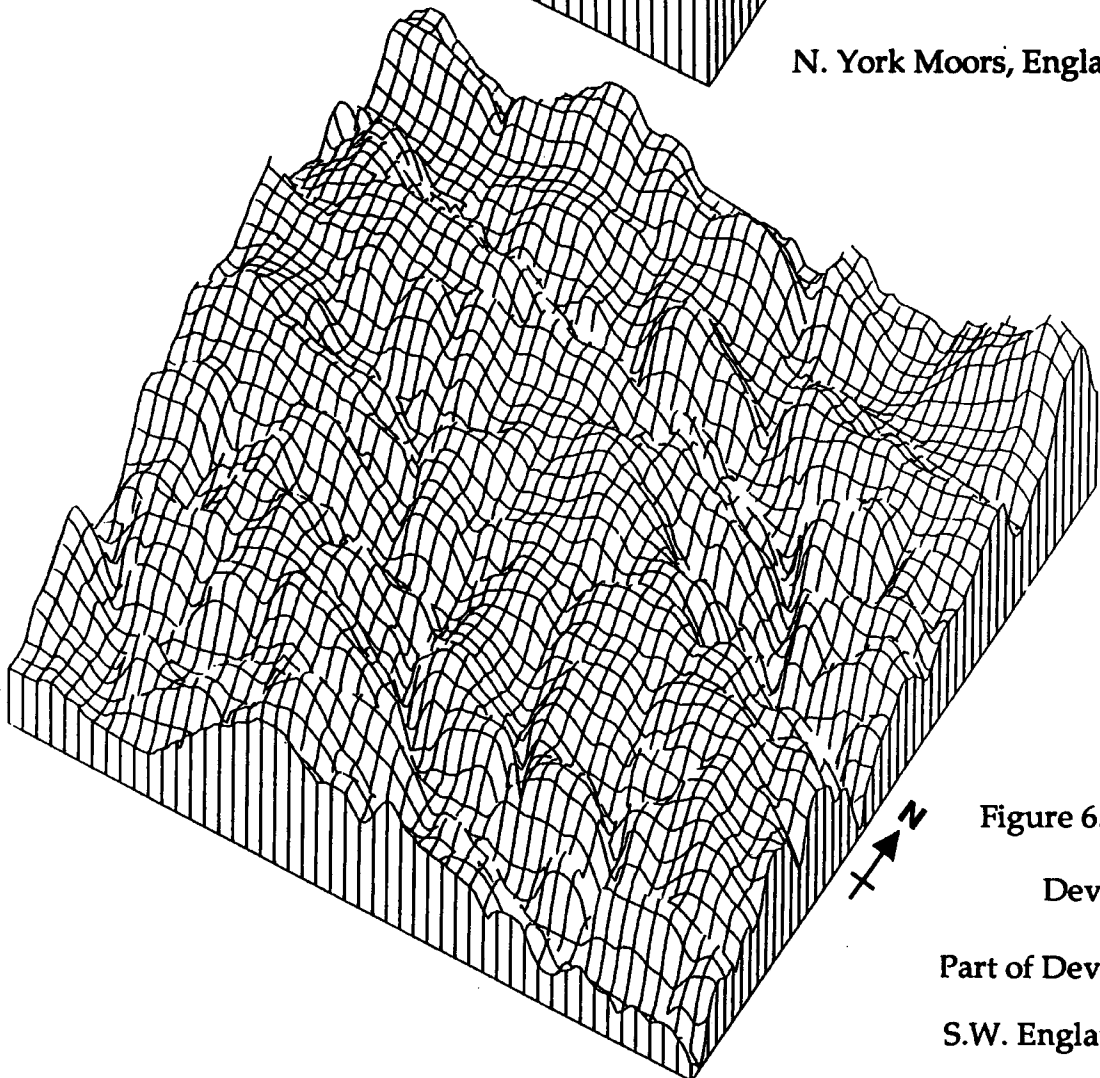 N. York Moors, Engla
N
Figure 6.
Dev
Part of Dev
S.W. Engla